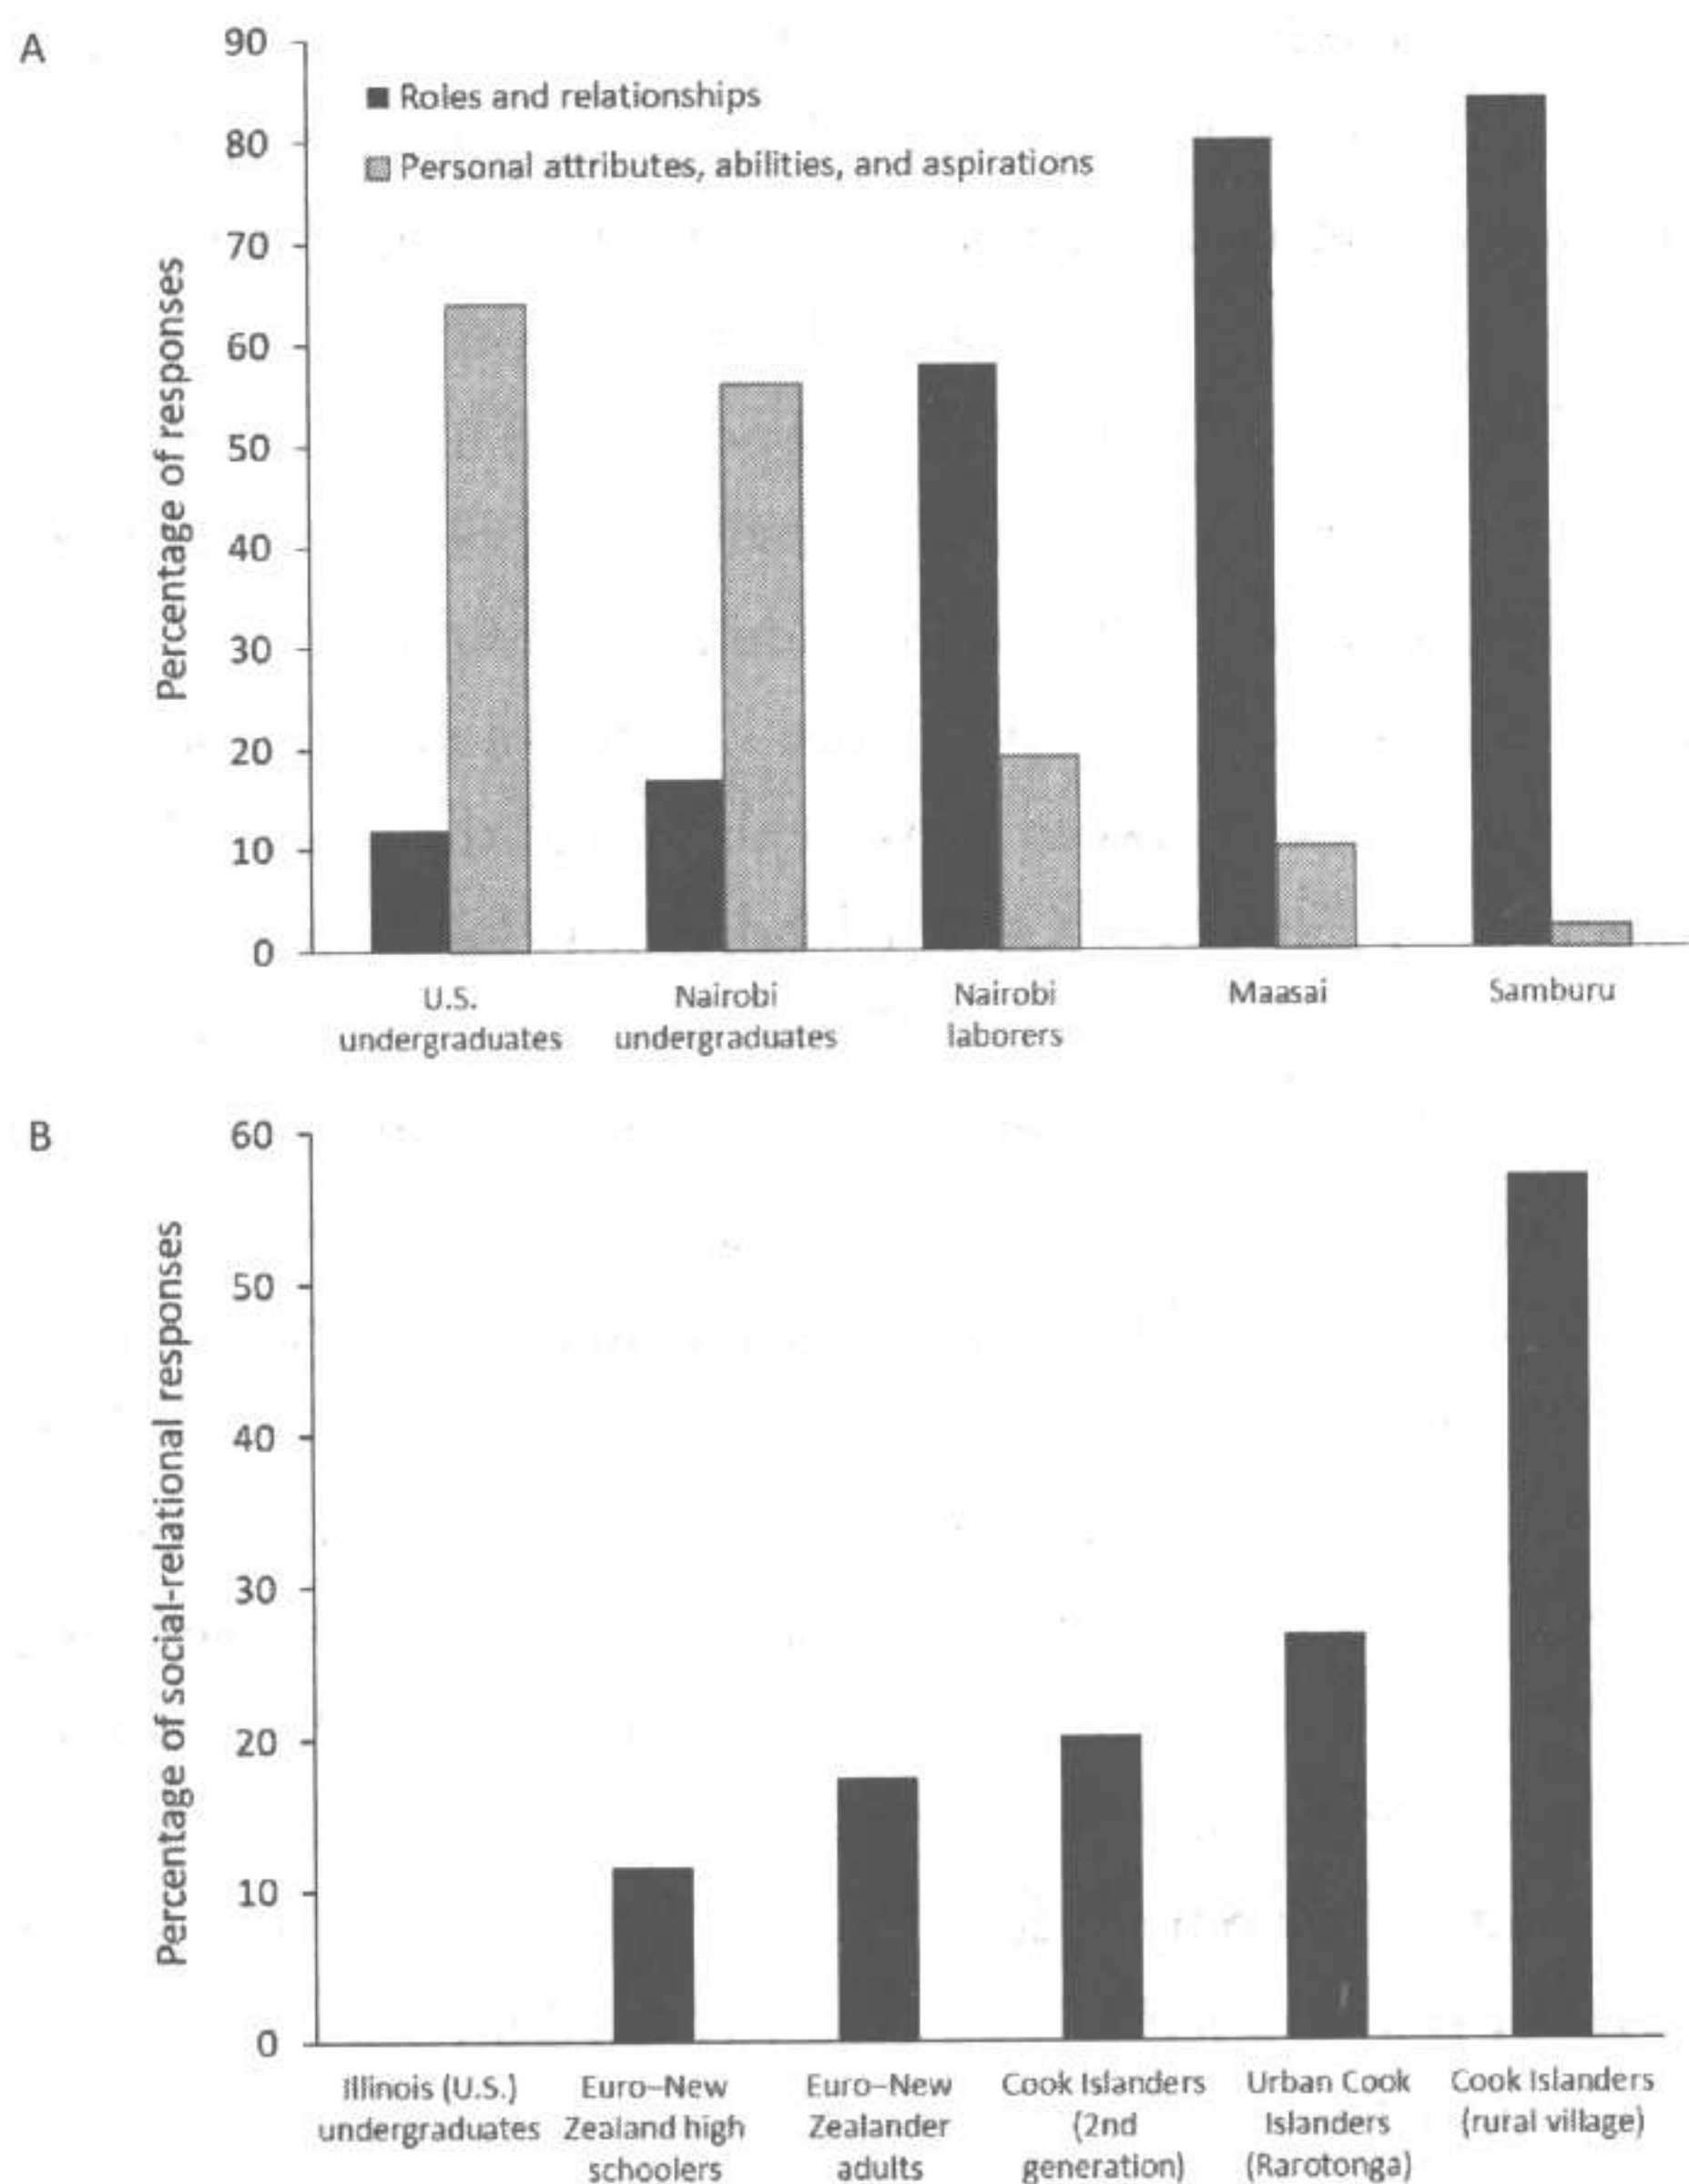 A
90
80
70
60
50
40
30
20
10
0
Percentage of responses
Roles and relationships
Personal attributes, abilities, and aspirations
U.S.
undergraduates
Nairobi
undergraduates
Nairobi
laborers
Maasai
Samburu
B
60
50
40
30
20
10
0
Percentage of social-relational responses
Illinois (U.S.)
undergraduates
Euro–New
Zealand high
schoolers
Euro–New
Zealander
adults
Cook Islanders
(2nd
generation)
Urban Cook
Islanders
(Rarotonga)
Cook Islanders
(rural village)